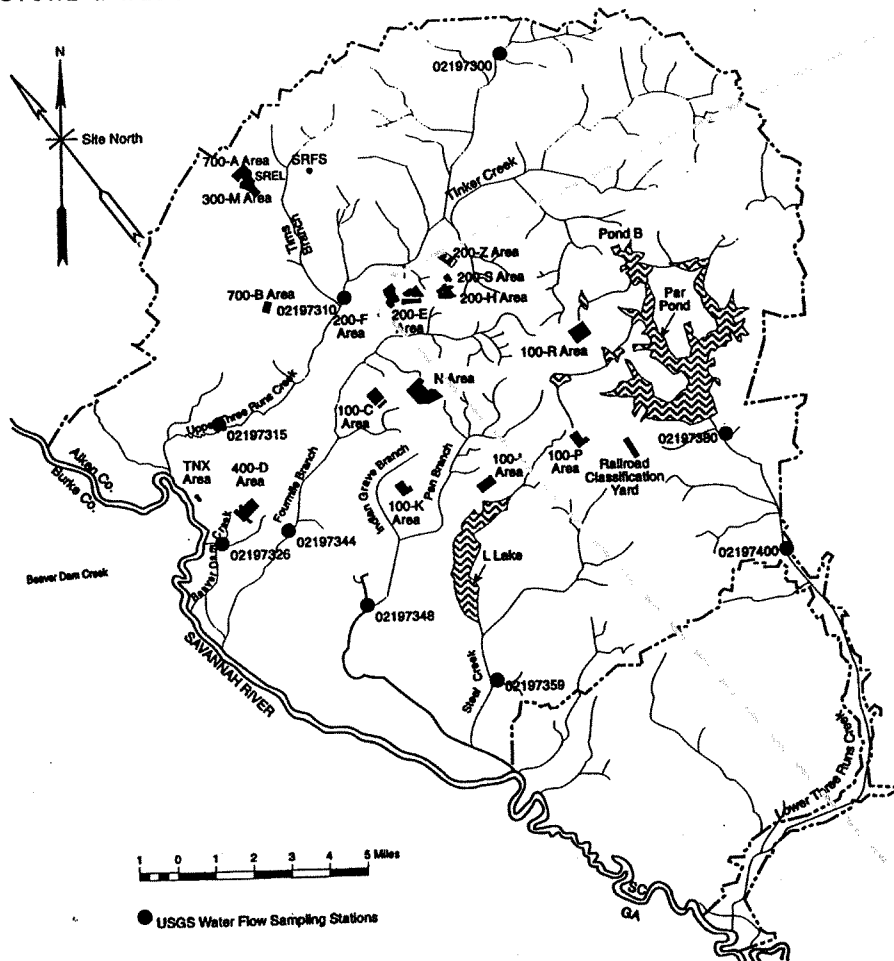 N
Site North
02197300
700-A Area
SREL
SRFS
300-M Area
Tims
Branch
Tinker Creek
Pond B
200-Z Area
200-S Area
200-H Area
Par
Pond
700-B Area
02197310
200-F
Area
200-E
Area
100-R Area
N Area
100-C
Area
Upper Three Runs Creek
02197315
02197380
Aiken Co.
Burke Co.
TNX
Area
400-D
Area
Fourmile Branch
Indian Grave Branch
Pen Branch
100-K
Area
Area
100-P
Area
Railroad
Classification
Yard
02197326
02197344
02197400
Beaver Dam Creek
Beaver Dam Creek
L Lake
02197348
SAVANNAH RIVER
Steel Creek
02197359
Lower Three Runs Creek
1 0 1 2 3 4 5 Miles
USGS Water Flow Sampling Stations
SC
GA